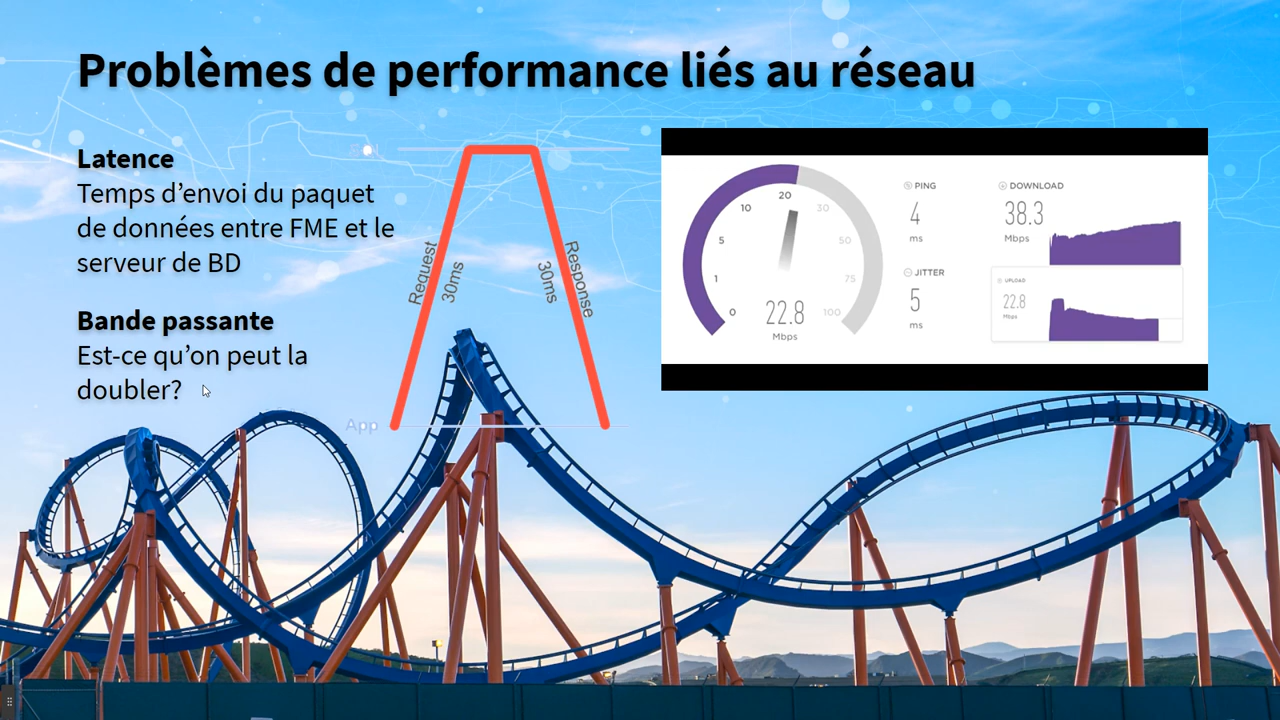 Problèmes de performance liés au réseau
Latence
Temps d’envoi du paquet
de données entre FME et le
serveur de BD
Bande passante
Est-ce qu’on peut la
doubler?
SQL
Request
30ms
30ms
Response
App
0
1
5
10
20
30
50
75
100
22.8
Mbps
PING
4
ms
JITTER
5
ms
DOWNLOAD
38.3
Mbps
UPLOAD
22.8
Mbps